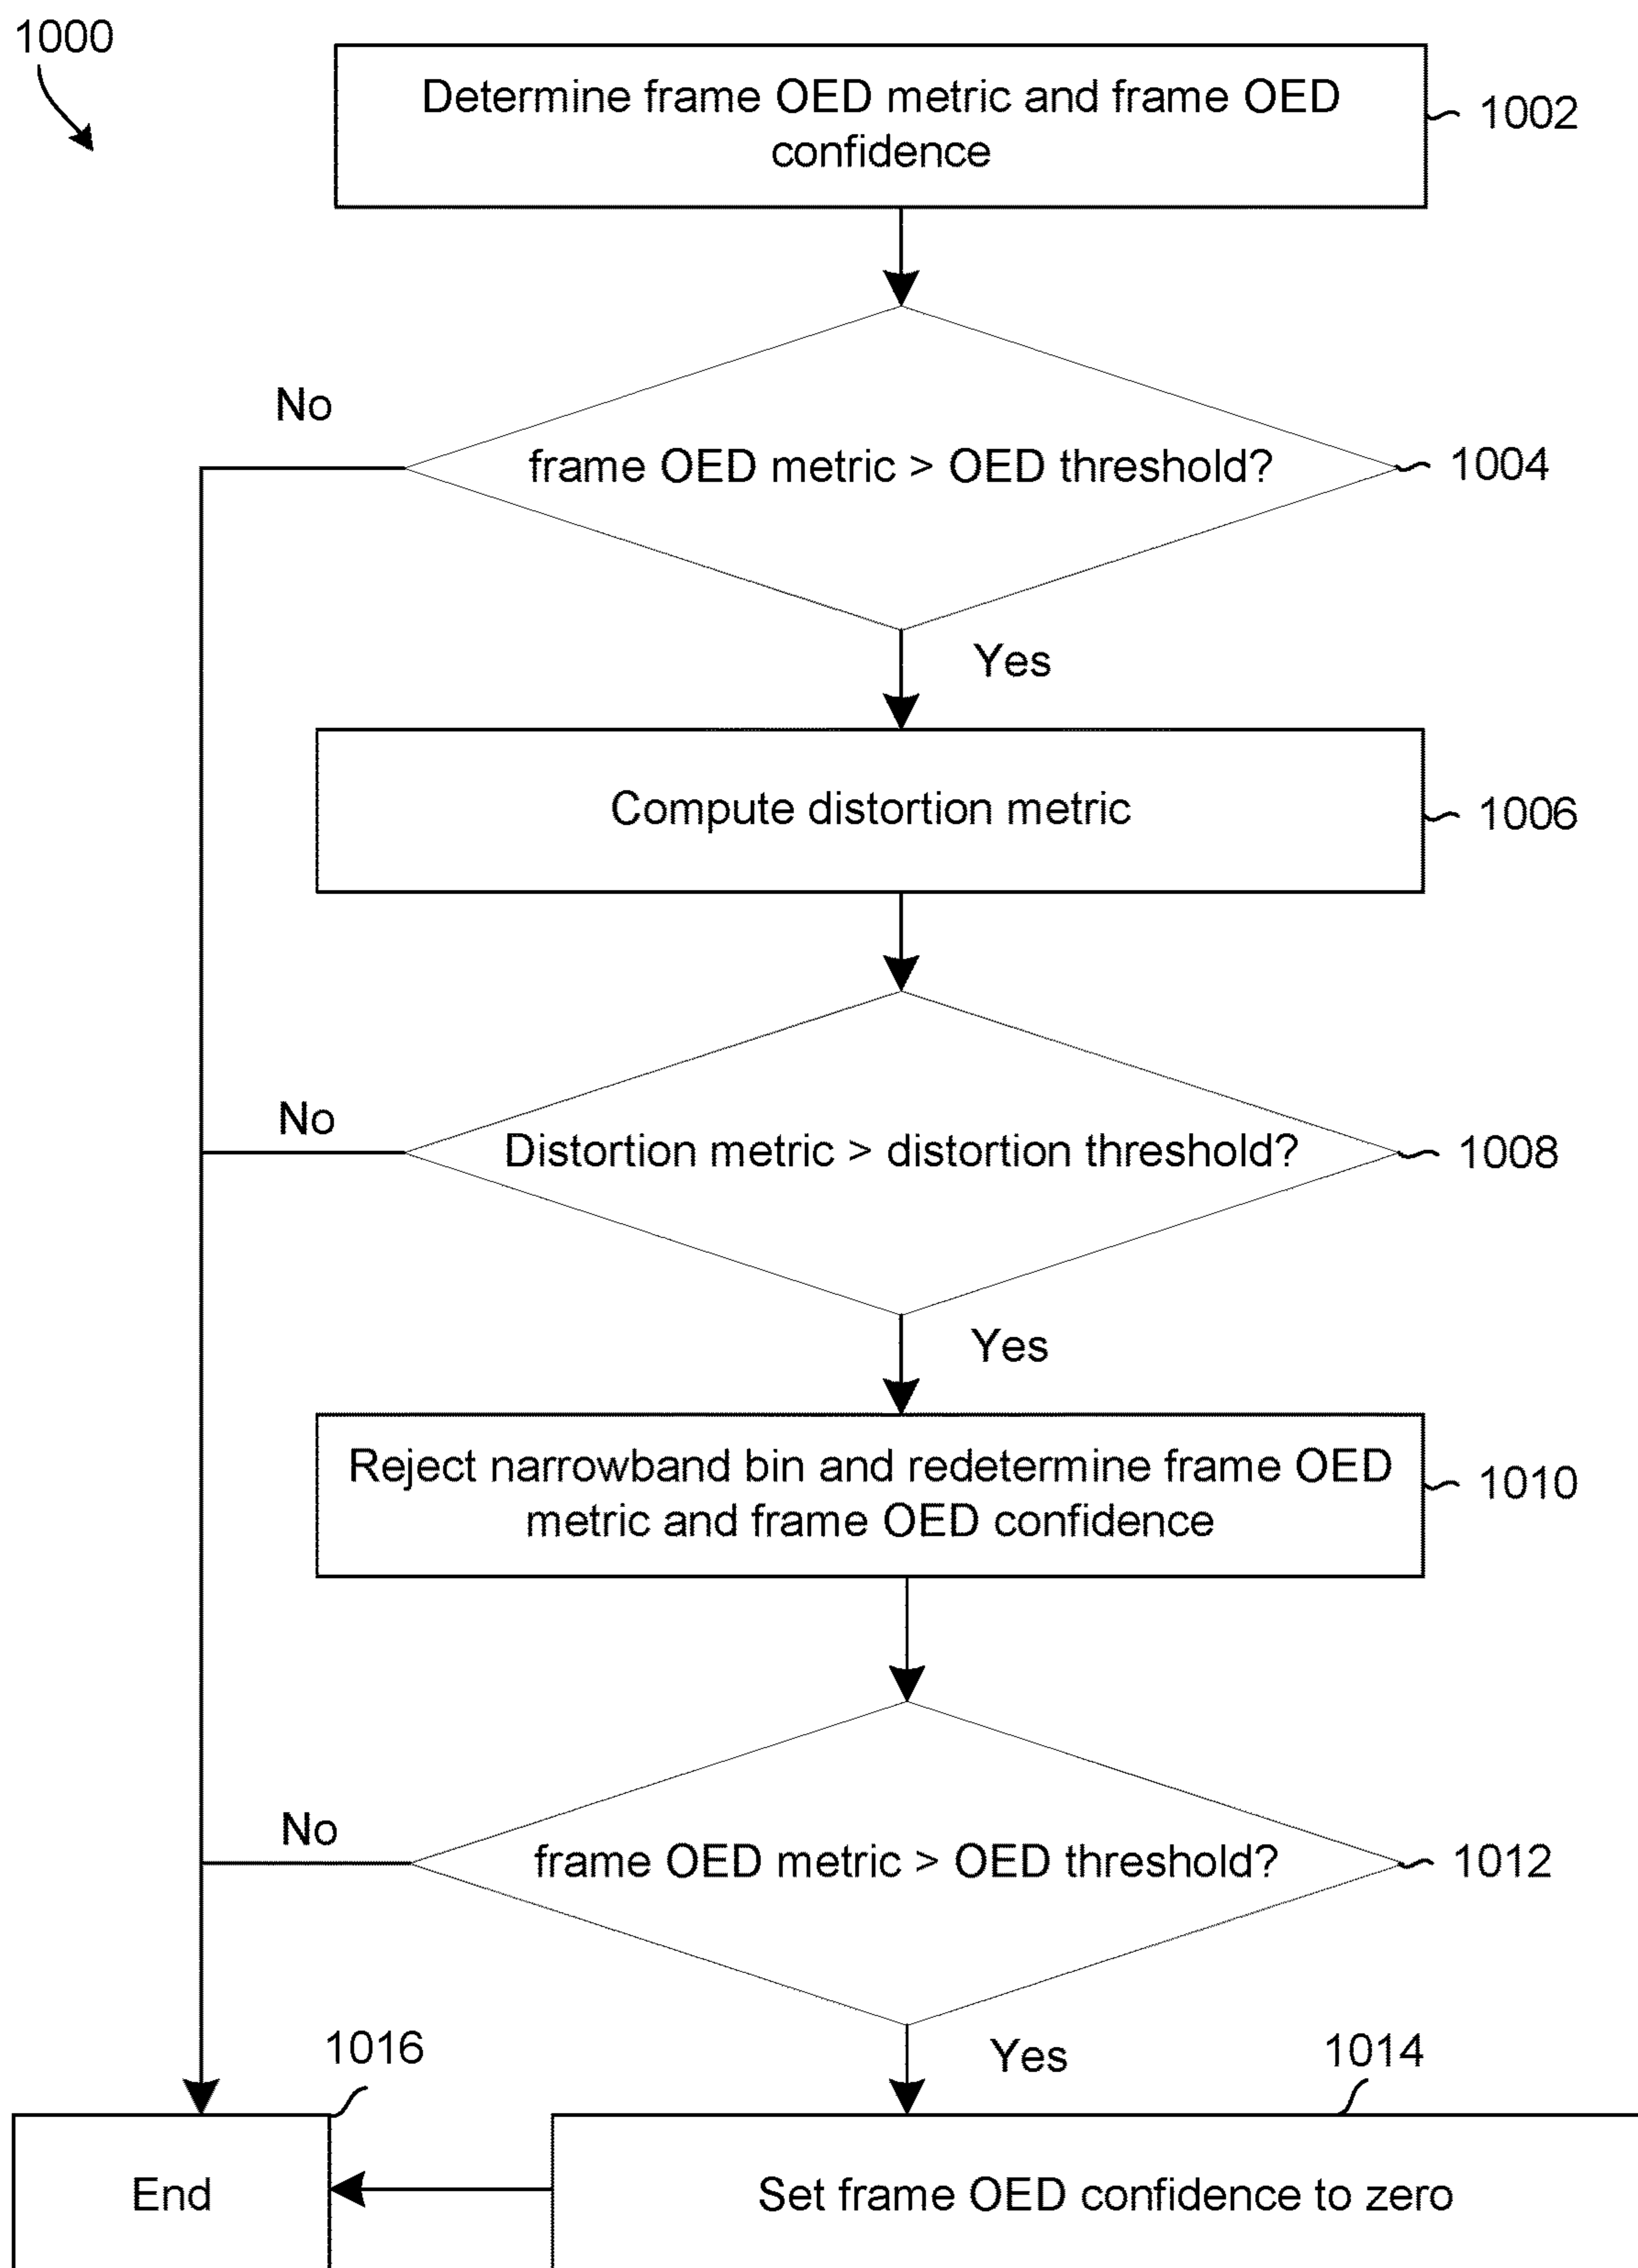 1000
Determine frame OED metric and frame OED
confidence
1002
No
frame OED metric > OED threshold?
1004
Yes
Compute distortion metric
1006
No
Distortion metric > distortion threshold?
1008
Yes
Reject narrowband bin and redetermine frame OED
metric and frame OED confidence
1010
No
frame OED metric > OED threshold?
1012
Yes
1016
1014
End
Set frame OED confidence to zero